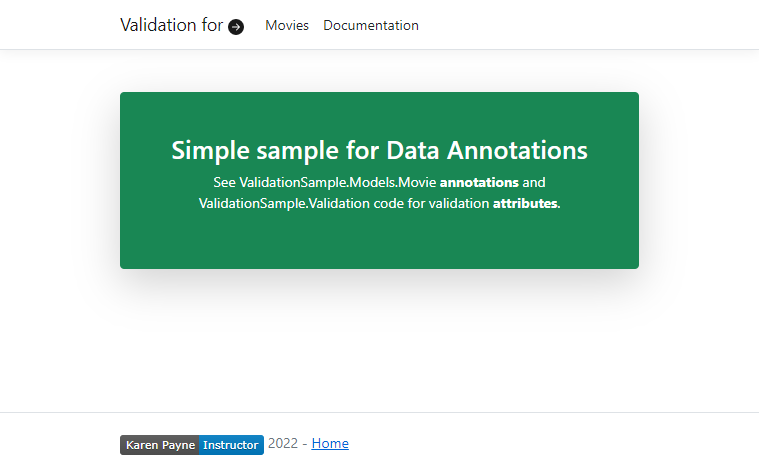 Validation for Movies Documentation
Simple sample for Data Annotations
See ValidationSample.Models.Movie annotations and
ValidationSample.Validation code for validation attributes.
Karen Payne Instructor 2022 - Home